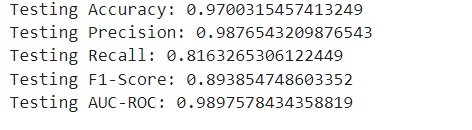 Testing Accuracy: 0.9700315457413249
Testing Precision: 0.9876543209876543
Testing Recall: 0.8163265306122449
Testing F1-Score: 0.893854748603352
Testing AUC-ROC: 0.9897578434358819